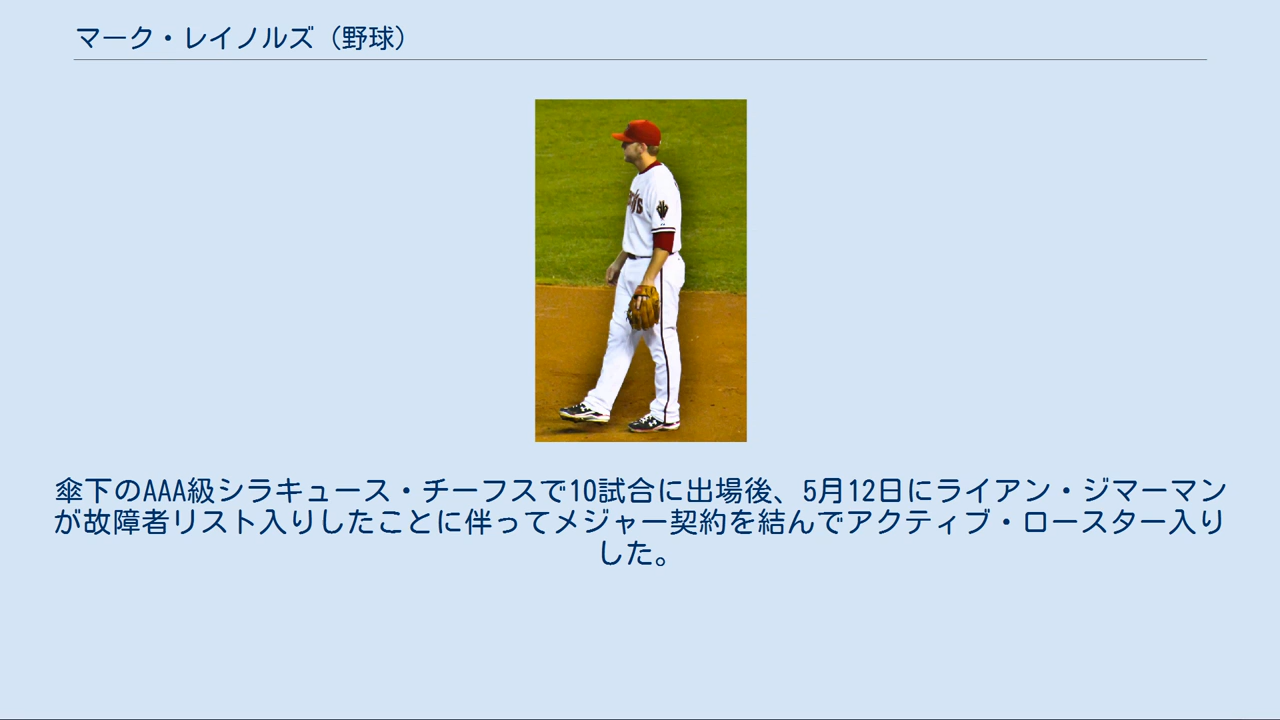 マーク・レイノルズ（野球）
傘下のAAA級シラキュース・チーフスで10試合に出場後、5月12日にライアン・ジマーマン
が故障者リスト入りしたことに伴ってメジャー契約を結んでアクティブ・ロースター入り
した。